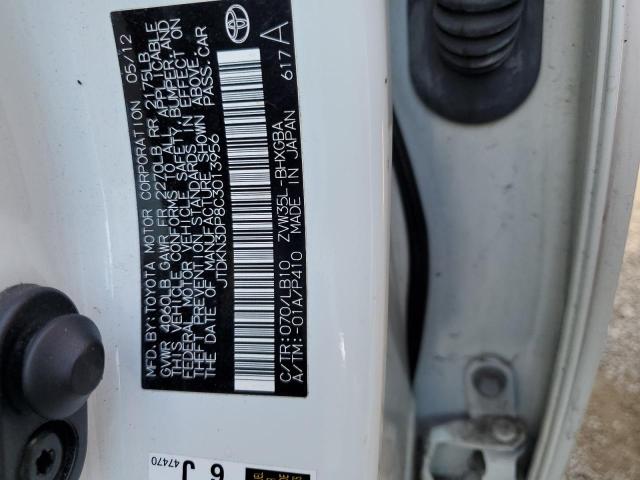 MFD. BY: TOYOTA MOTOR CORPORATION 05/12
GVWR 4060LB GAWR FR 2270LB RR 2175LB
THIS VEHICLE CONFORMS TO ALL APPLICABLE
FEDERAL MOTOR VEHICLE SAFETY, BUMPER, AND
THEFT PREVENTION STANDARDS IN EFFECT ON
THE DATE OF MANUFACTURE SHOWN ABOVE.
JTDKN3DP8C3013956 PASS. CAR
C/TR:070/LB10 ZVW35L-BHXGBA
A/TM:-01A/P410 MADE IN JAPAN 617A
47470